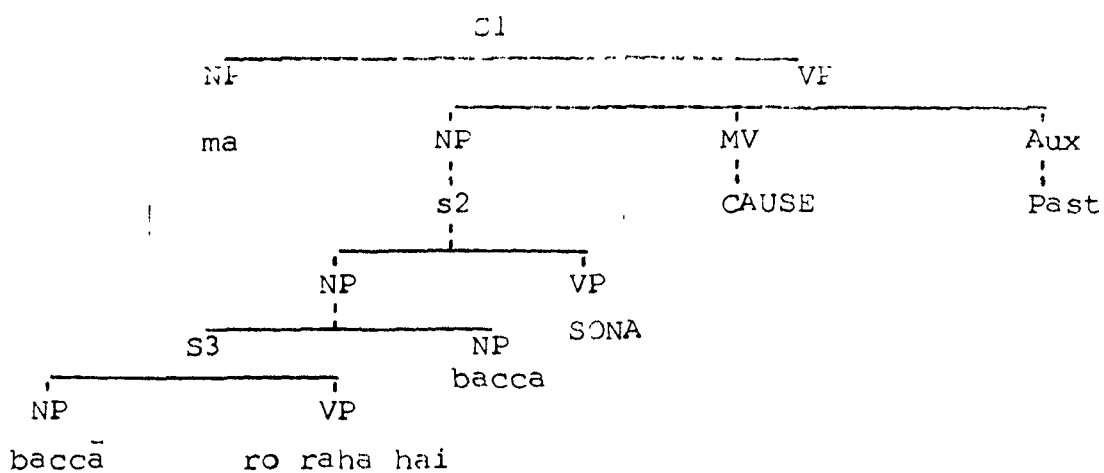 S1
NP VP
ma NP MV Aux
s2 CAUSE Past
NP VP
SONA
S3 NP
bacca
NP VP
baccā ro raha hai